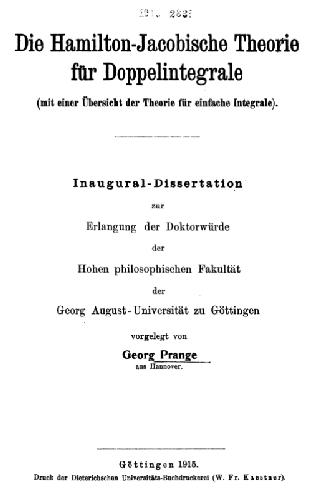 Die Hamilton-Jacobische Theorie
für Doppelintegrale
(mit einer Übersicht der Theorie für einfache Integrale).
Inaugural-Dissertation
zur
Erlangung der Doktorwürde
der
Hohen philosophischen Fakultät
der
Georg August-Universität zu Göttingen
vorgelegt von
Georg Prange
aus Hannover.
Göttingen 1915.
Druck der Dieterichschen Universitäts-Buchdruckerei (W. Fr. Kaestner).